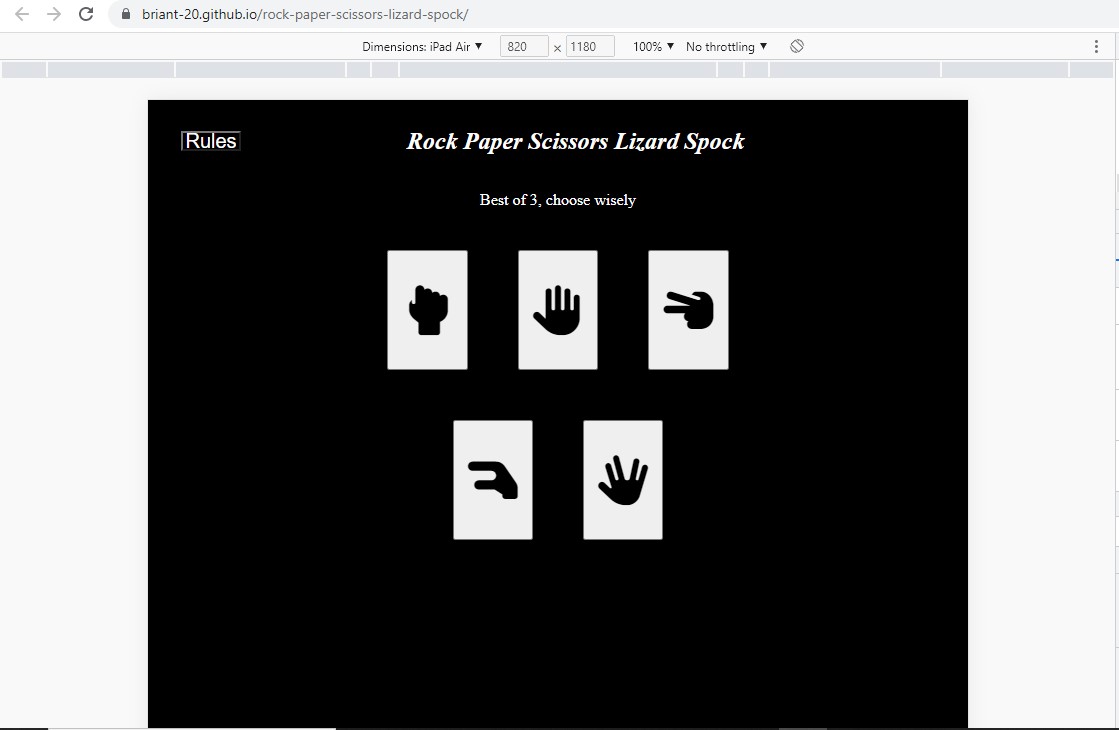 briant-20.github.io/rock-paper-scissors-lizard-spock/
Dimensions: iPad Air ▼ 820 × 1180 100% ▼ No throttling ▼
Rules
Rock Paper Scissors Lizard Spock
Best of 3, choose wisely